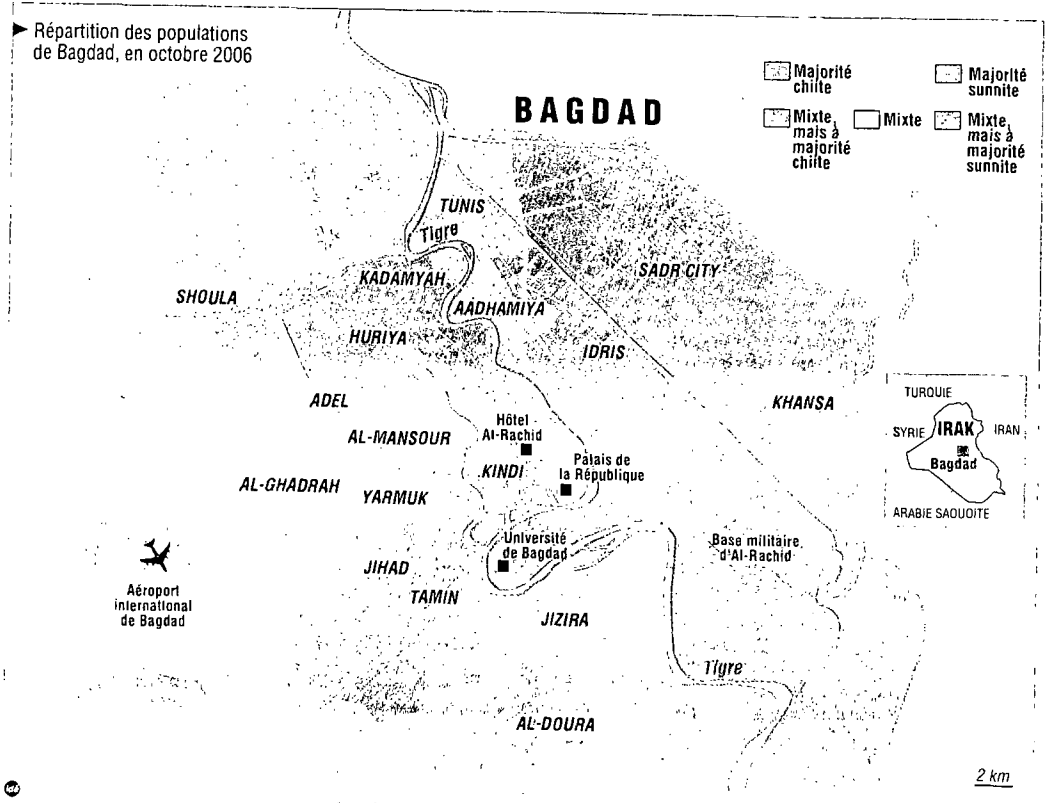 ► Répartition des populations
de Bagdad, en octobre 2006
BAGDAD
Majorité
chiite
Majorité
sunnite
Mixte,
mais à
majorité
chiite
Mixte
Mixte,
mais à
majorité
sunnite
TUNIS
Tigre
SADR CITY
KADAMYAH
SHOULA
AADHAMIYA
HURIYA
IDRIS
ADEL
KHANSA
AL-MANSOUR
Hôtel
Al-Rachid
KINDI
Palais de
la République
AL-GHADRAH
YARMUK
Université
de Bagdad
Base militaire
d'Al-Rachid
JIHAD
TAMIN
Aéroport
international
de Bagdad
JIZIRA
Tigre
AL-DOURA
TURQUIE
SYRIE
IRAK
IRAN
Bagdad
ARABIE SAOUDITE
2 km